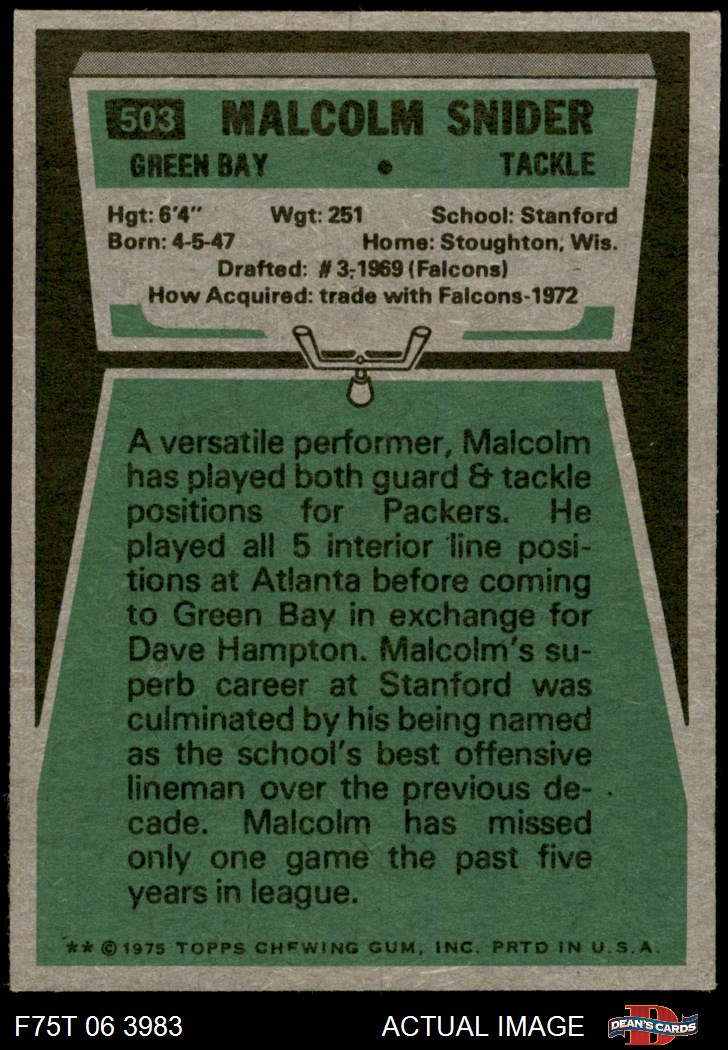 503 MALCOLM SNIDER
GREEN BAY • TACKLE
Hgt: 6'4" Wgt: 251 School: Stanford
Born: 4-5-47 Home: Stoughton, Wis.
Drafted: #3-1969 (Falcons)
How Acquired: trade with Falcons-1972
A versatile performer, Malcolm
has played both guard & tackle
positions for Packers. He
played all 5 interior line posi-
tions at Atlanta before coming
to Green Bay in exchange for
Dave Hampton. Malcolm's su-
perb career at Stanford was
culminated by his being named
as the school's best offensive
lineman over the previous de-
cade. Malcolm has missed
only one game the past five
years in league.
** © 1975 TOPPS CHEWING GUM, INC. PRTD IN U.S.A.
F75T 06 3983 ACTUAL IMAGE DEAN'S CARDS